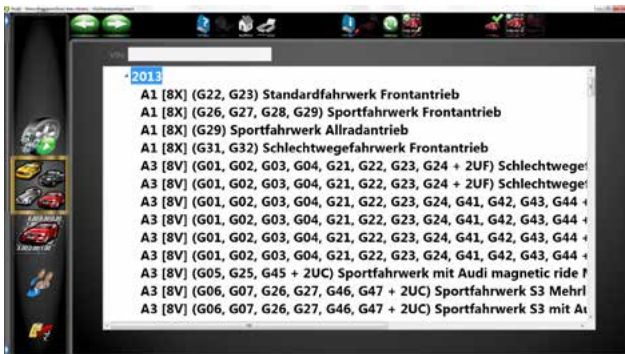 VIN:
2013
A1 [8X] (G22, G23) Standardfahrwerk Frontantrieb
A1 [8X] (G26, G27, G28, G29) Sportfahrwerk Frontantrieb
A1 [8X] (G29) Sportfahrwerk Allradantrieb
A1 [8X] (G31, G32) Schlechtwegefahrwerk Frontantrieb
A3 [8V] (G01, G02, G03, G04, G21, G22, G23, G24 + 2UF) Schlechtwegef
A3 [8V] (G01, G02, G03, G04, G21, G22, G23, G24 + 2UF) Schlechtwegef
A3 [8V] (G01, G02, G03, G04, G21, G22, G23, G24, G41, G42, G43, G44 +
A3 [8V] (G01, G02, G03, G04, G21, G22, G23, G24, G41, G42, G43, G44 +
A3 [8V] (G01, G02, G03, G04, G21, G22, G23, G24, G41, G42, G43, G44 +
A3 [8V] (G01, G02, G03, G04, G21, G22, G23, G24, G41, G42, G43, G44 +
A3 [8V] (G05, G25, G45 + 2UC) Sportfahrwerk mit Audi magnetic ride
A3 [8V] (G06, G07, G26, G27, G46, G47 + 2UC) Sportfahrwerk S3 Mehrl
A3 [8V] (G06, G07, G26, G27, G46, G47 + 2UC) Sportfahrwerk S3 mit Au